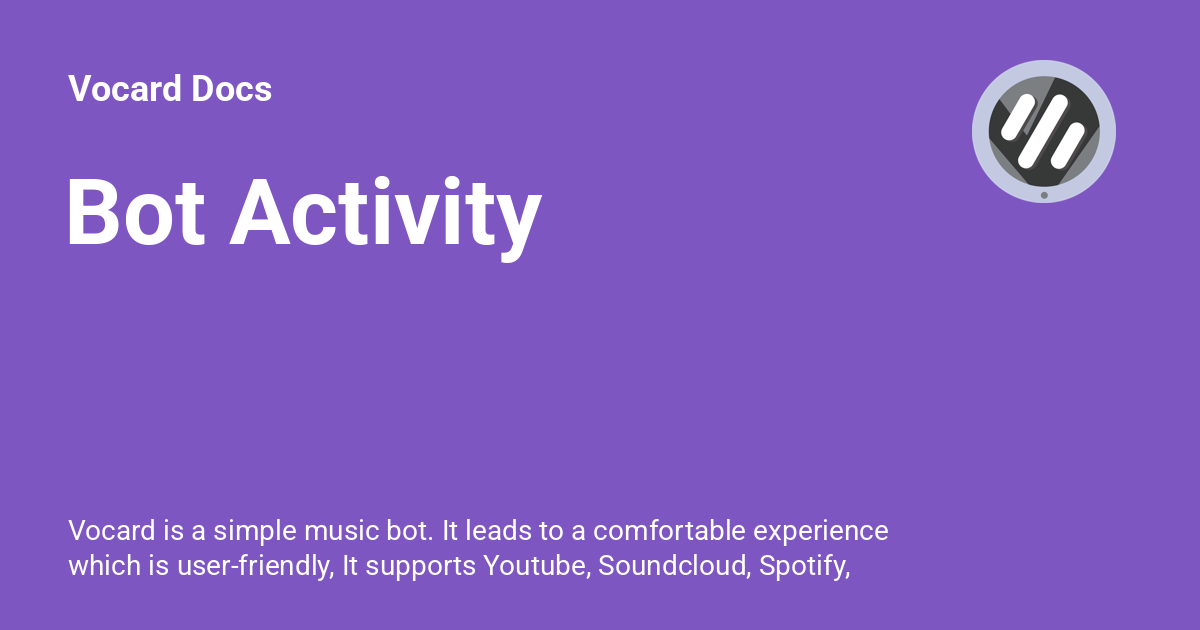 Vocard Docs
Bot Activity
Vocard is a simple music bot. It leads to a comfortable experience
which is user-friendly, It supports Youtube, Soundcloud, Spotify,